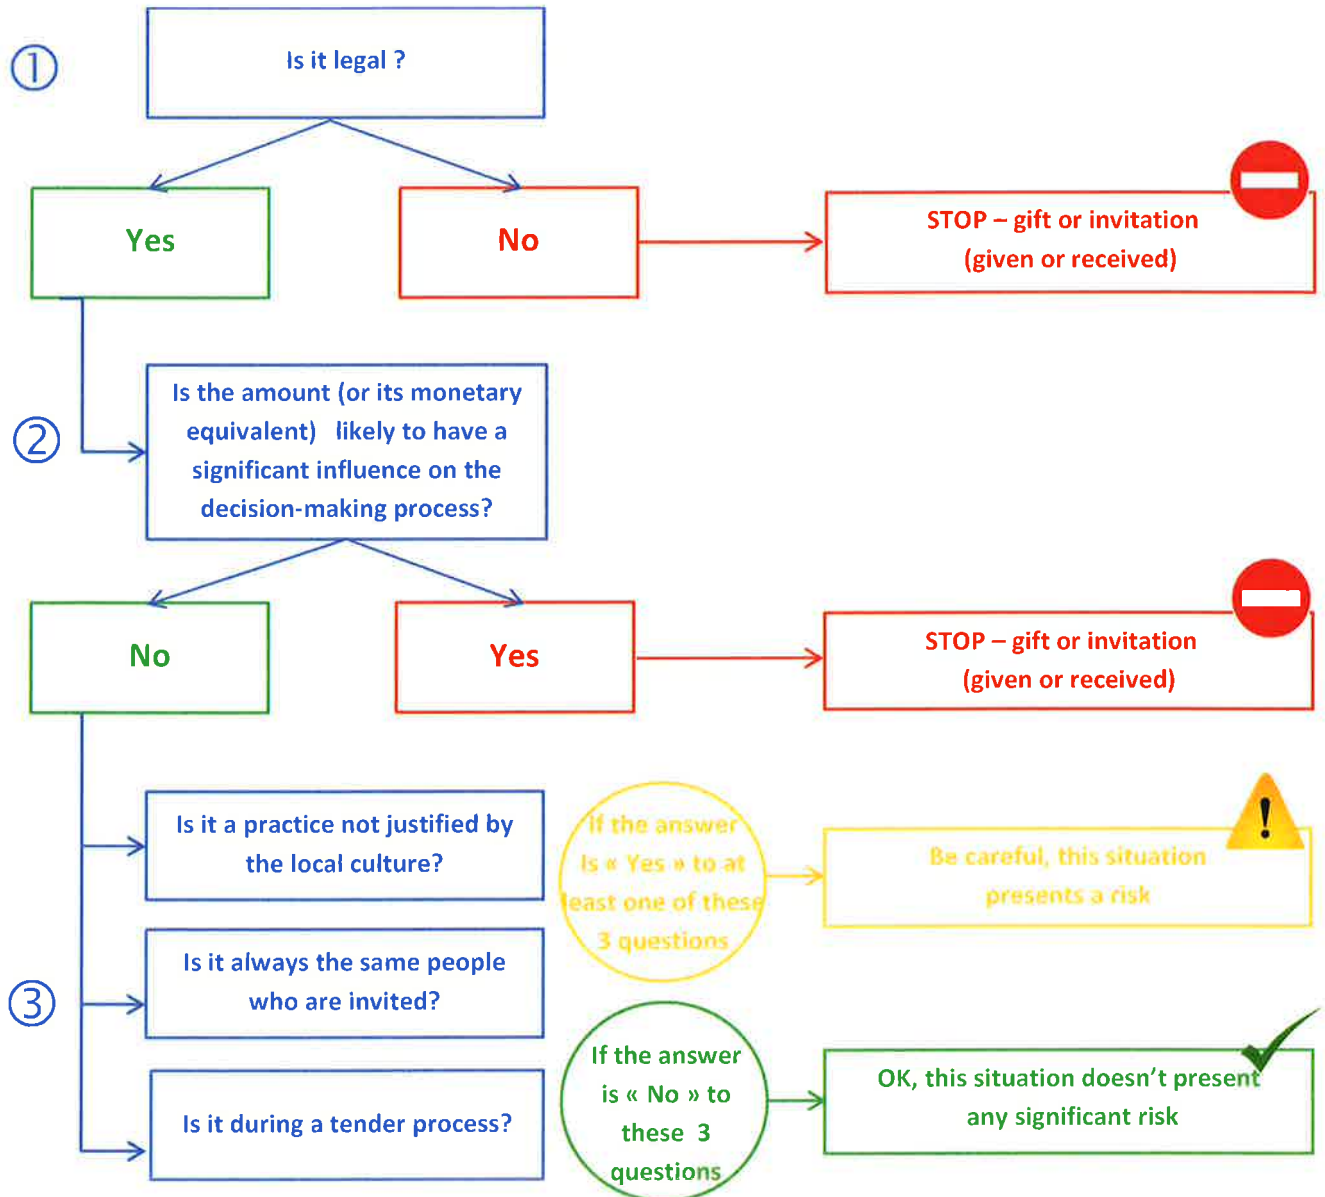 ①
Is it legal ?
Yes
No
STOP – gift or invitation
(given or received)
②
Is the amount (or its monetary
equivalent) likely to have a
significant influence on the
decision-making process?
No
Yes
STOP – gift or invitation
(given or received)
③
Is it a practice not justified by
the local culture?
Is it always the same people
who are invited?
Is it during a tender process?
If the answer
is « Yes » to at
least one of these
3 questions
!
Be careful, this situation
presents a risk
If the answer
is « No » to
these 3
questions
OK, this situation doesn't present
any significant risk